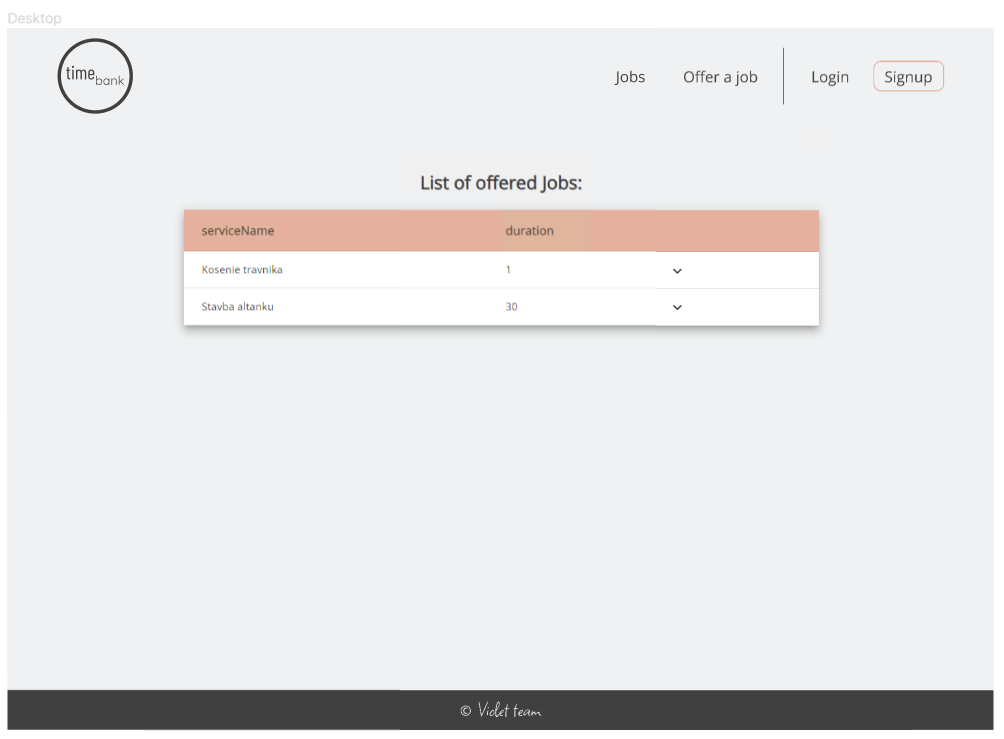 Desktop
time bank
Jobs Offer a job Login Signup
List of offered Jobs:
serviceName duration
Kosenie travnika 1
Stavba altanku 30
© Violet team